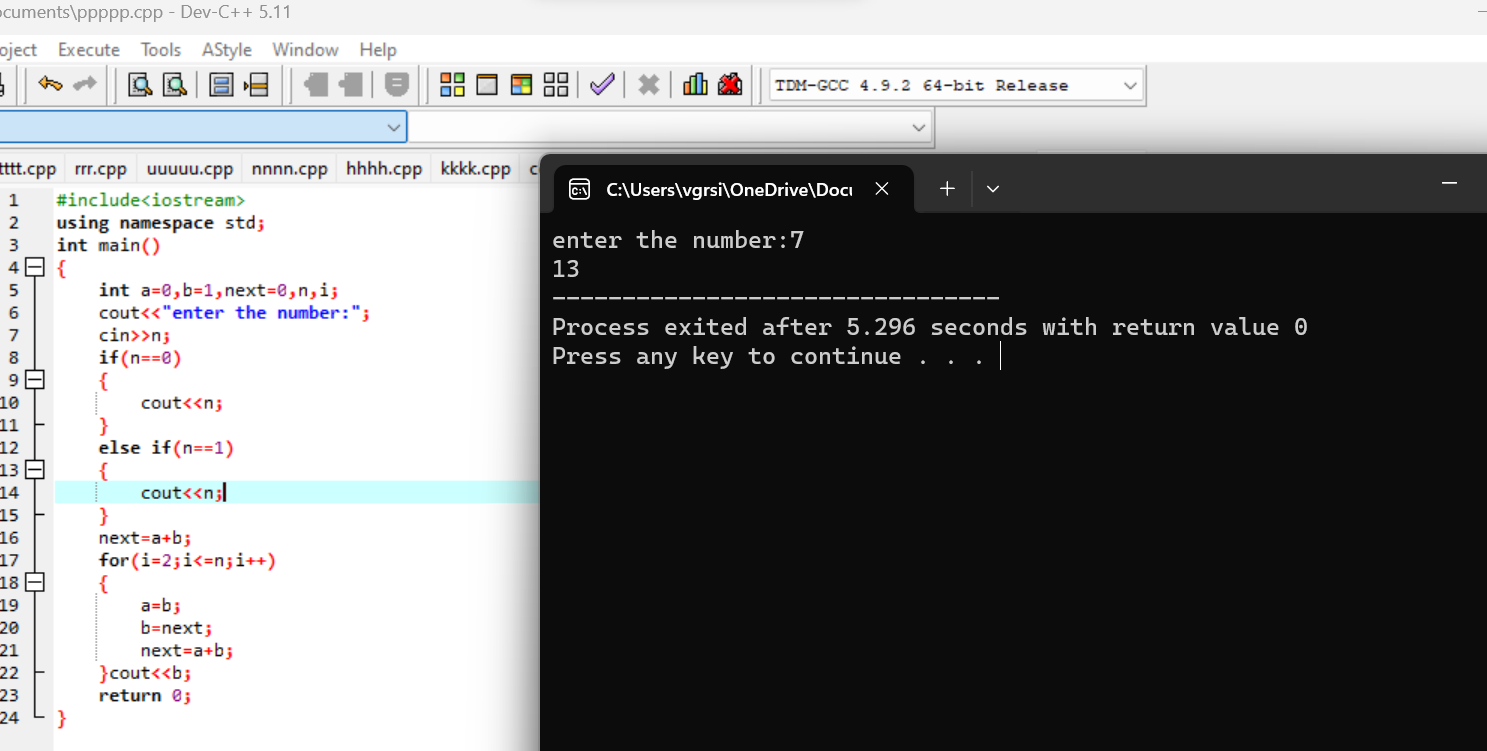 ocuments\ppppp.cpp - Dev-C++ 5.11
oject Execute Tools AStyle Window Help
TDM-GCC 4.9.2 64-bit Release
tttt.cpp rrr.cpp uuuuu.cpp nnnn.cpp hhhh.cpp kkkk.cpp c
C:\Users\vgrsi\OneDrive\Docu
1 #include<iostream>
2 using namespace std;
3 int main()
4 {
5 int a=0,b=1,next=0,n,i;
6 cout<<"enter the number:";
7 cin>>n;
8 if(n==0)
9 {
10 cout<<n;
11 }
12 else if(n==1)
13 {
14 cout<<n;
15 }
16 next=a+b;
17 for(i=2;i<=n;i++)
18 {
19 a=b;
20 b=next;
21 next=a+b;
22 }cout<<b;
23 return 0;
24 }
enter the number:7
13
--------------------------------
Process exited after 5.296 seconds with return value 0
Press any key to continue . . .